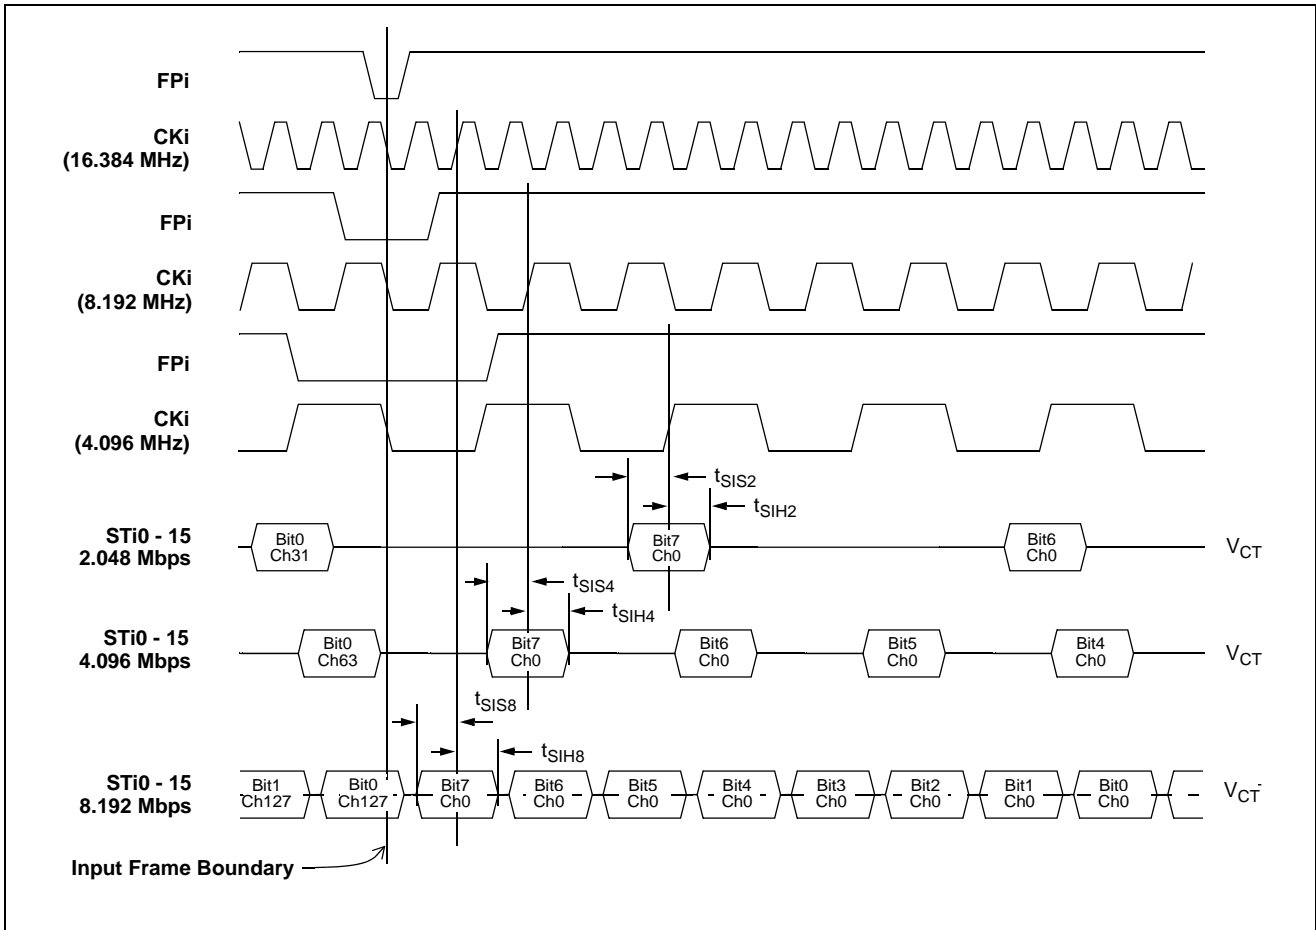 FPi
CKi
(16.384 MHz)
FPi
CKi
(8.192 MHz)
FPi
CKi
(4.096 MHz)
tSIS2
tSIH2
STi0 - 15
2.048 Mbps
Bit0
Ch31
Bit7
Ch0
Bit6
Ch0
VCT
tSIS4
tSIH4
STi0 - 15
4.096 Mbps
Bit0
Ch63
Bit7
Ch0
Bit6
Ch0
Bit5
Ch0
Bit4
Ch0
VCT
tSIS8
tSIH8
STi0 - 15
8.192 Mbps
Bit1
Ch127
Bit0
Ch127
Bit7
Ch0
Bit6
Ch0
Bit5
Ch0
Bit4
Ch0
Bit3
Ch0
Bit2
Ch0
Bit1
Ch0
Bit0
Ch0
VCT
Input Frame Boundary